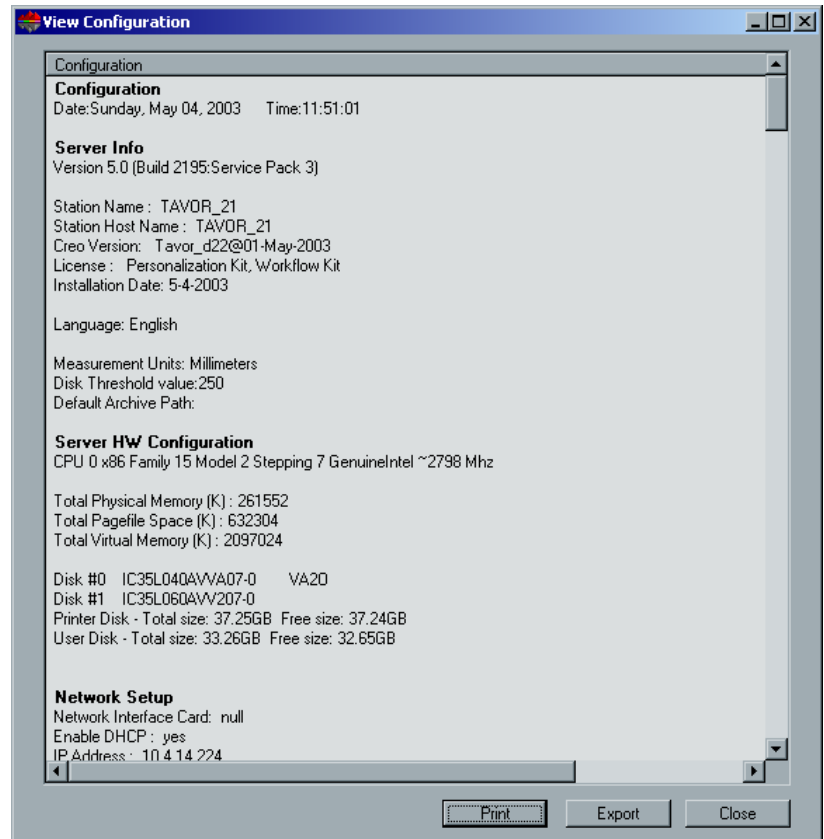 View Configuration
Configuration
Configuration
Date:Sunday, May 04, 2003 Time:11:51:01
Server Info
Version 5.0 (Build 2195:Service Pack 3)
Station Name : TAVOR_21
Station Host Name : TAVOR_21
Creo Version: Tavor_d22@01-May-2003
License : Personalization Kit, Workflow Kit
Installation Date: 5-4-2003
Language: English
Measurement Units: Millimeters
Disk Threshold value:250
Default Archive Path:
Server HW Configuration
CPU 0 x86 Family 15 Model 2 Stepping 7 GenuineIntel ~2798 Mhz
Total Physical Memory (K) : 261552
Total Pagefile Space (K) : 632304
Total Virtual Memory (K) : 2097024
Disk #0 IC35L040AVVA07-0 VA2O
Disk #1 IC35L060AVV207-0
Printer Disk - Total size: 37.25GB Free size: 37.24GB
User Disk - Total size: 33.26GB Free size: 32.65GB
Network Setup
Network Interface Card: null
Enable DHCP : yes
IP Address : 10.4.14.224
Print Export Close